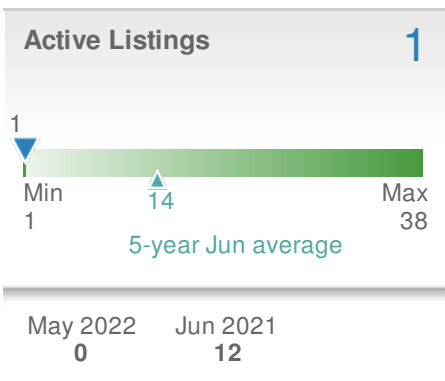 Active Listings 1
1
Min Max
1 14 38
5-year Jun average
May 2022 Jun 2021
0 12